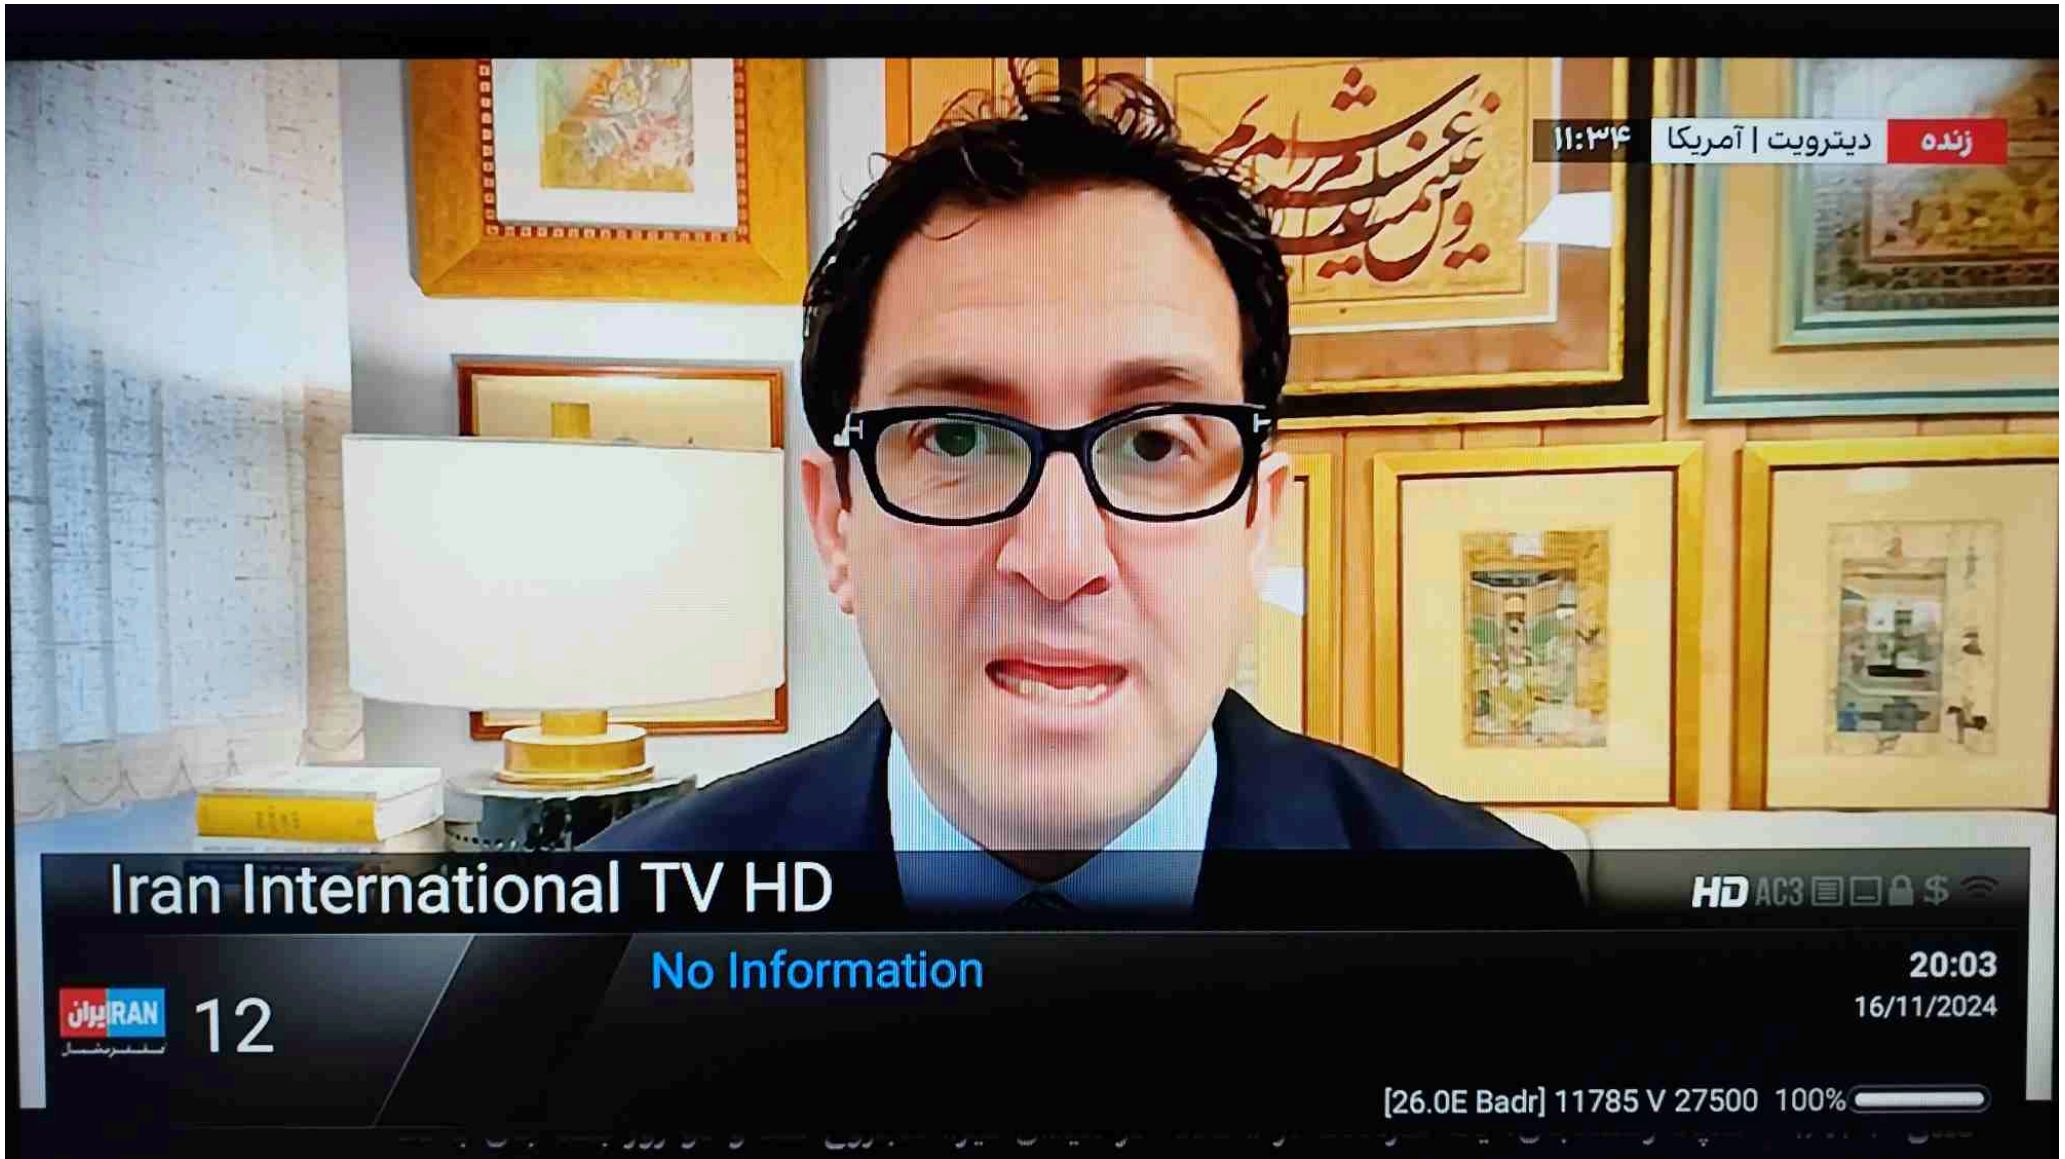 زنده دیترویت | آمریکا ۱۱:۳۴
Iran International TV HD
HD AC3 $
No Information
20:03
16/11/2024
ایران IRAN
اینترنشنال
12
[26.0E Badr] 11785 V 27500 100%